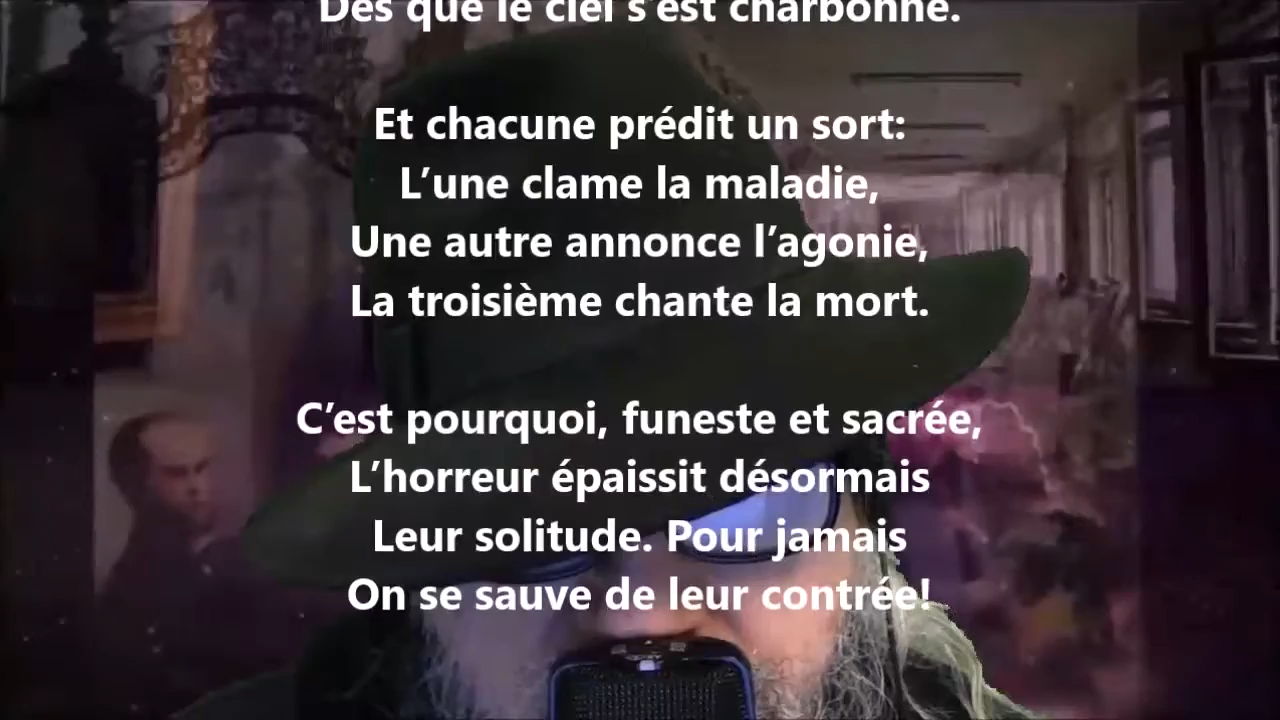 Dès que le ciel s’est charbonné.
Et chacune prédit un sort:
L’une clame la maladie,
Une autre annonce l’agonie,
La troisième chante la mort.
C’est pourquoi, funeste et sacrée,
L’horreur épaissit désormais
Leur solitude. Pour jamais
On se sauve de leur contrée!